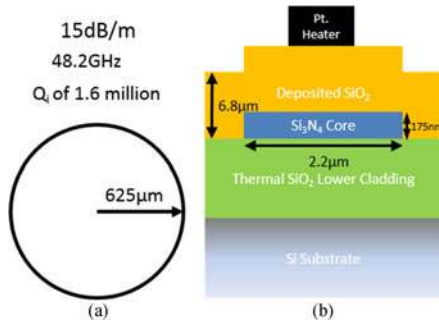 15dB/m
48.2GHz
Qi of 1.6 million
625μm
(a)
Pt.
Heater
Deposited SiO₂
6.8μm
Si₃N₄ Core
175nm
2.2μm
Thermal SiO₂ Lower Cladding
Si Substrate
(b)